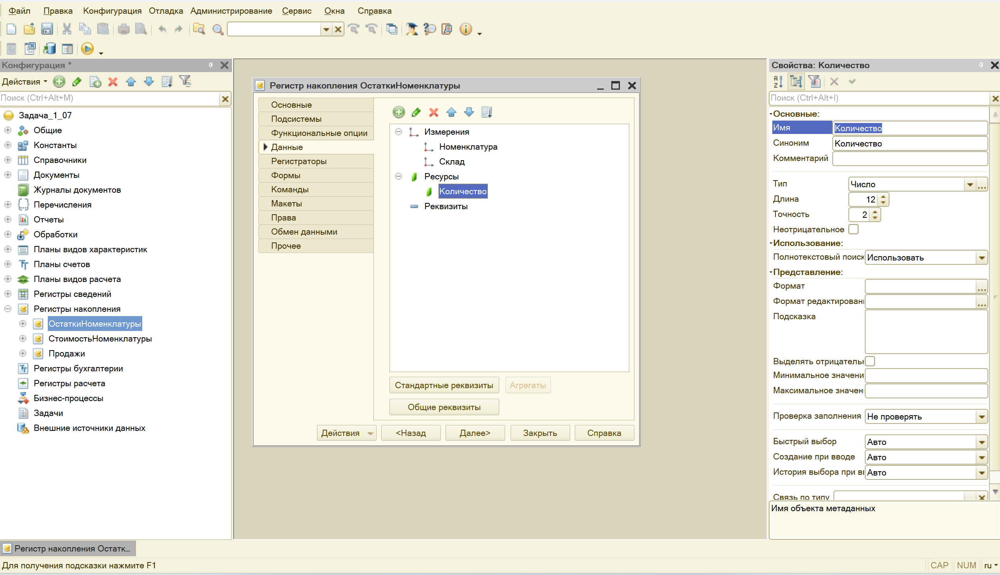 Файл Правка Конфигурация Отладка Администрирование Сервис Окна Справка
Конфигурация *
Действия
Поиск (Ctrl+Alt+M)
Задача_1_07
Общие
Константы
Справочники
Документы
Журналы документов
Перечисления
Отчеты
Обработки
Планы видов характеристик
Планы счетов
Планы видов расчета
Регистры сведений
Регистры накопления
ОстаткиНоменклатуры
СтоимостьНоменклатуры
Продажи
Регистры бухгалтерии
Регистры расчета
Бизнес-процессы
Задачи
Внешние источники данных
Регистр накопления ОстаткиНоменклатуры
Основные
Подсистемы
Функциональные опции
Данные
Регистраторы
Формы
Команды
Макеты
Права
Обмен данными
Прочее
Измерения
Номенклатура
Склад
Ресурсы
Количество
Реквизиты
Стандартные реквизиты Агрегаты
Общие реквизиты
Действия <Назад Далее> Закрыть Справка
Свойства: Количество
Поиск (Ctrl+Alt+I)
Основные:
Имя Количество
Синоним Количество
Комментарий
Тип Число ...
Длина 12
Точность 2
Неотрицательное
Использование:
Полнотекстовый поиск Использовать
Представление:
Формат ...
Формат редактирован ...
Подсказка
Выделять отрицатель
Минимальное значени
Максимальное значен
Проверка заполнения Не проверять
Быстрый выбор Авто
Создание при вводе Авто
История выбора при в Авто
Связь по типу
Имя объекта метаданных
Регистр накопления Остатк...
Для получения подсказки нажмите F1 CAP NUM ru